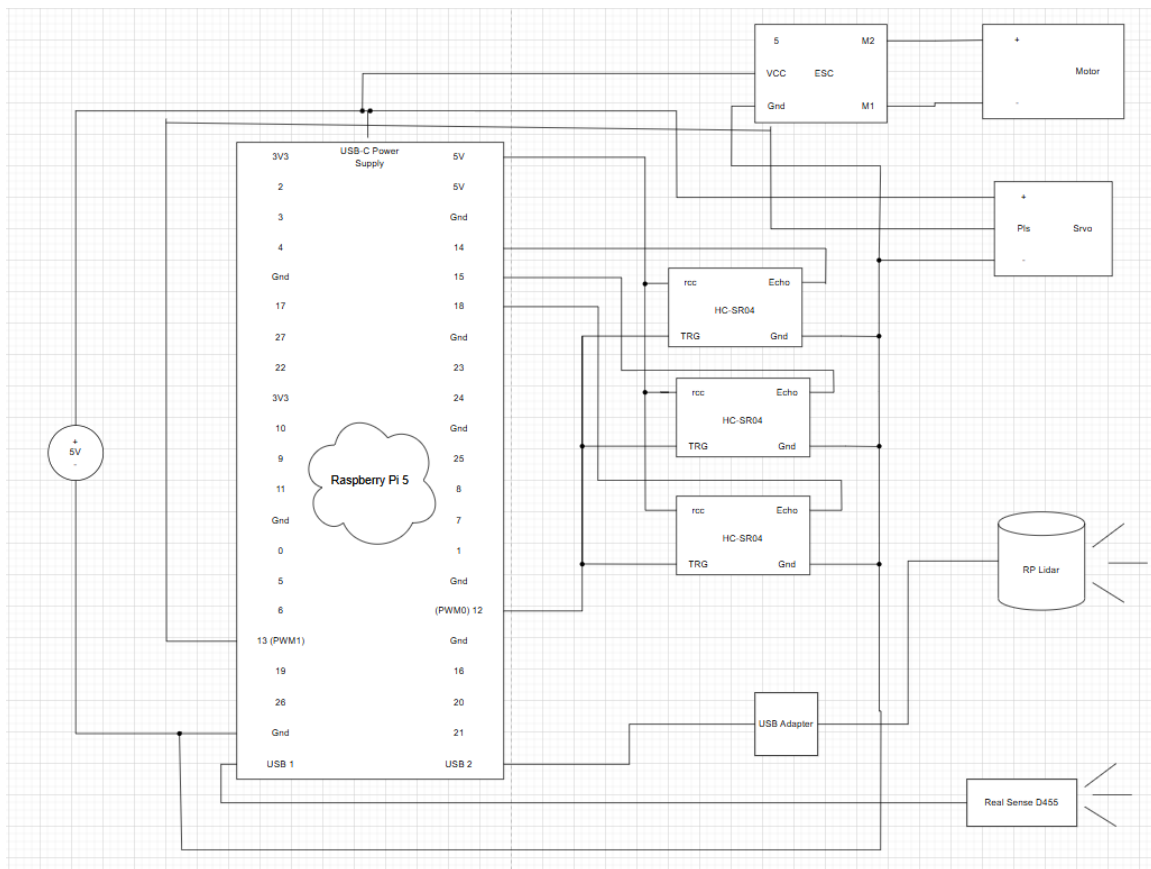 5
M2
VCC
ESC
Gnd
M1
+
Motor
-
USB-C Power
Supply
3V3
5V
2
5V
3
Gnd
4
14
Gnd
15
17
18
27
Gnd
22
23
3V3
24
10
Gnd
9
25
11
8
Gnd
7
0
1
5
Gnd
6
(PWM0) 12
13 (PWM1)
Gnd
19
16
26
20
Gnd
21
USB 1
USB 2
Raspberry Pi 5
+
5V
-
+
Pls
Srvo
-
rcc
Echo
HC-SR04
TRG
Gnd
rcc
Echo
HC-SR04
TRG
Gnd
rcc
Echo
HC-SR04
TRG
Gnd
RP Lidar
USB Adapter
Real Sense D455